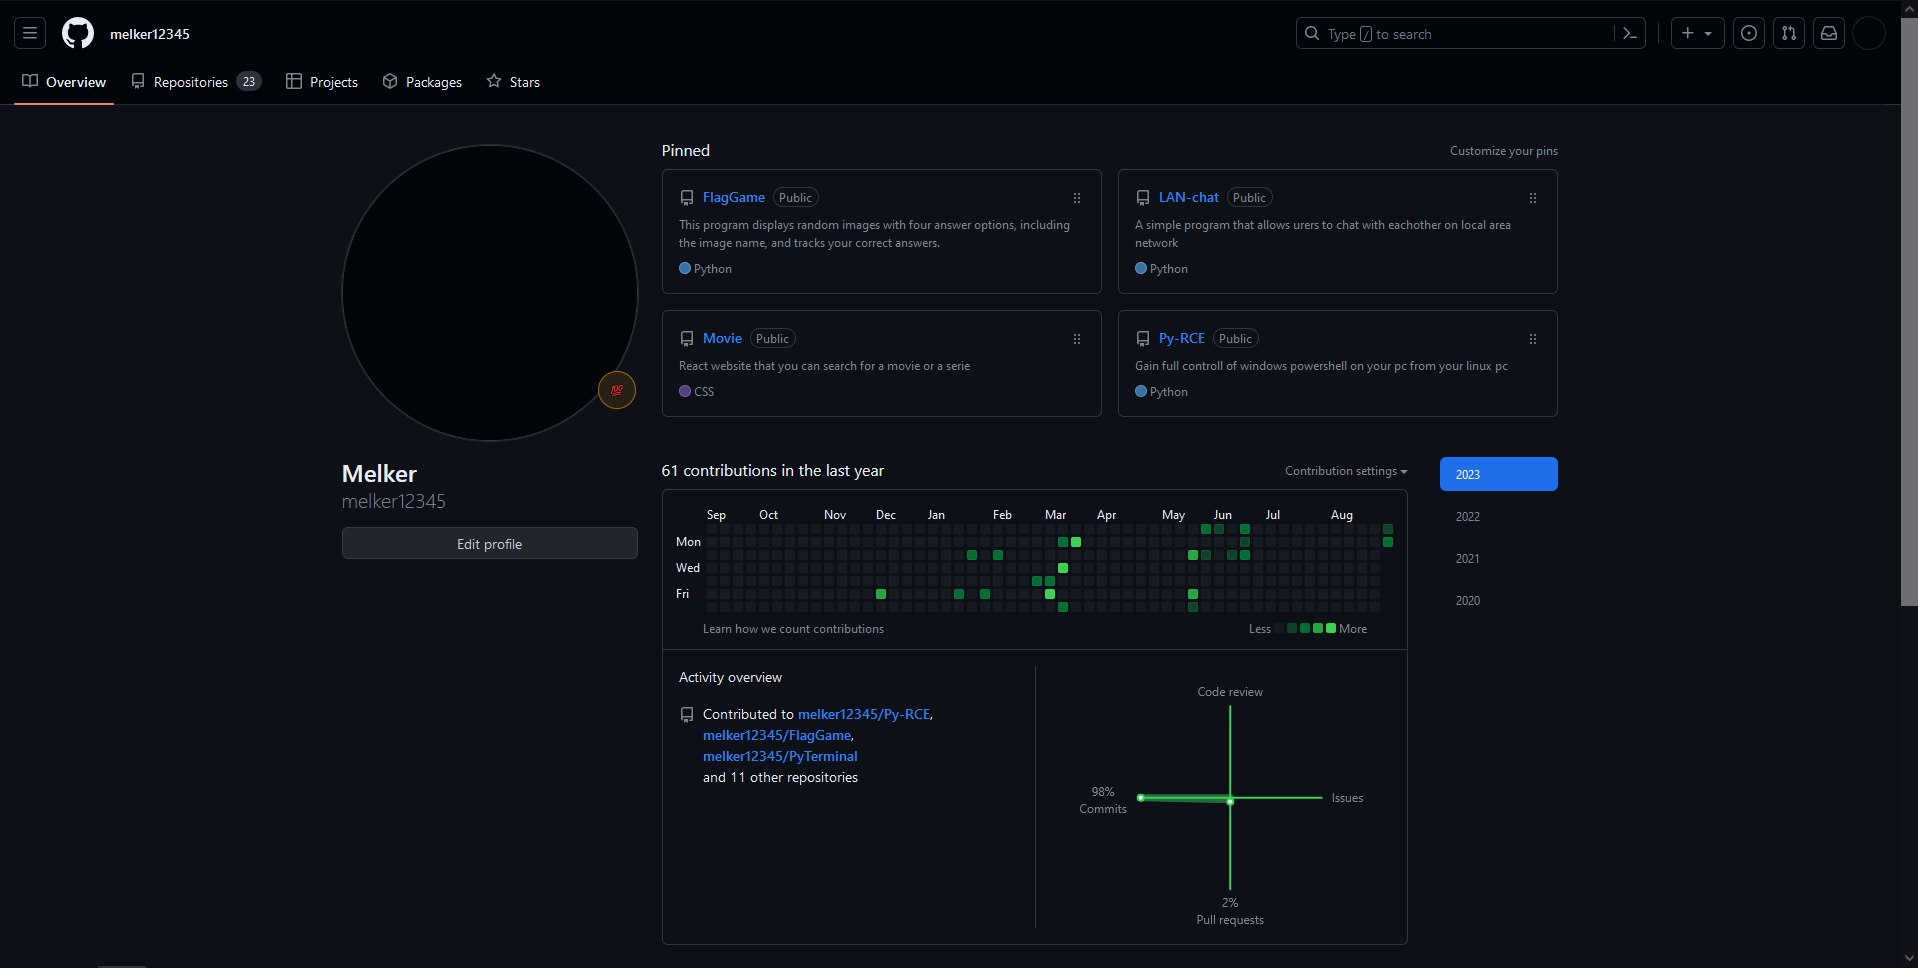 melker12345
Type / to search
Overview
Repositories 23
Projects
Packages
Stars
Pinned
Customize your pins
FlagGame Public
This program displays random images with four answer options, including
the image name, and tracks your correct answers.
Python
LAN-chat Public
A simple program that allows urers to chat with eachother on local area
network
Python
Movie Public
React website that you can search for a movie or a serie
CSS
Py-RCE Public
Gain full controll of windows powershell on your pc from your linux pc
Python
💯
Melker
melker12345
Edit profile
61 contributions in the last year
Contribution settings
2023
2022
2021
2020
Sep Oct Nov Dec Jan Feb Mar Apr May Jun Jul Aug
Mon
Wed
Fri
Learn how we count contributions
Less More
Activity overview
Contributed to melker12345/Py-RCE,
melker12345/FlagGame,
melker12345/PyTerminal
and 11 other repositories
Code review
98%
Commits
Issues
2%
Pull requests